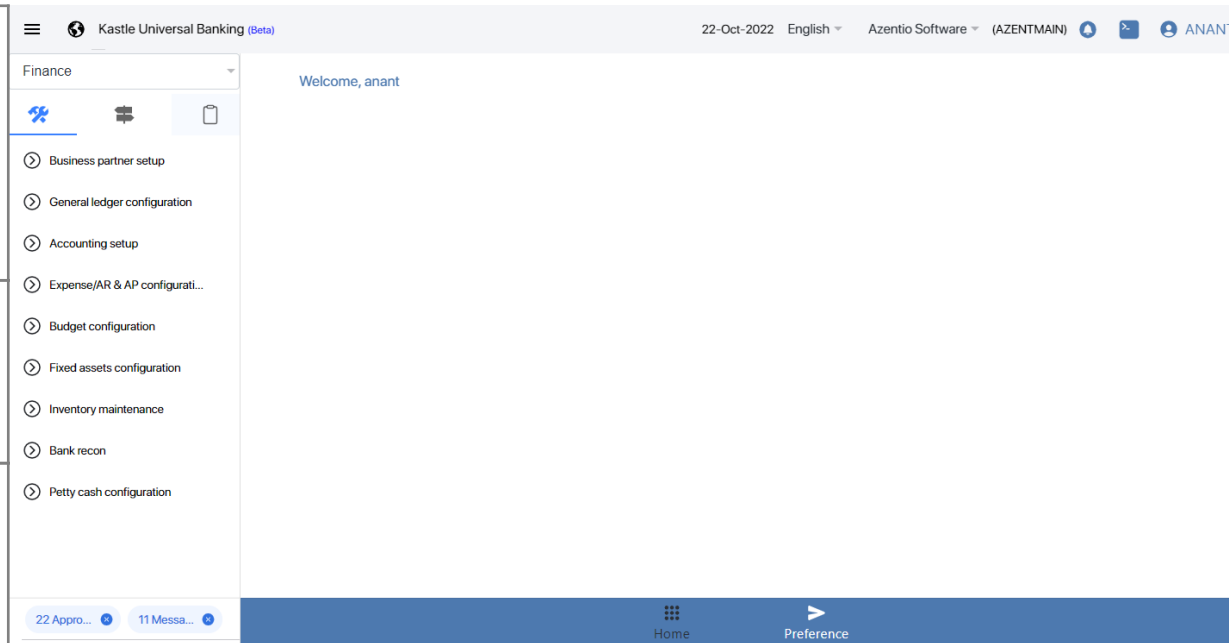 Kastle Universal Banking (Beta)
22-Oct-2022 English Azentio Software (AZENTMAIN) ANANT
Finance
Welcome, anant
Business partner setup
General ledger configuration
Accounting setup
Expense/AR & AP configurati...
Budget configuration
Fixed assets configuration
Inventory maintenance
Bank recon
Petty cash configuration
22 Appro... 11 Messa...
Home Preference